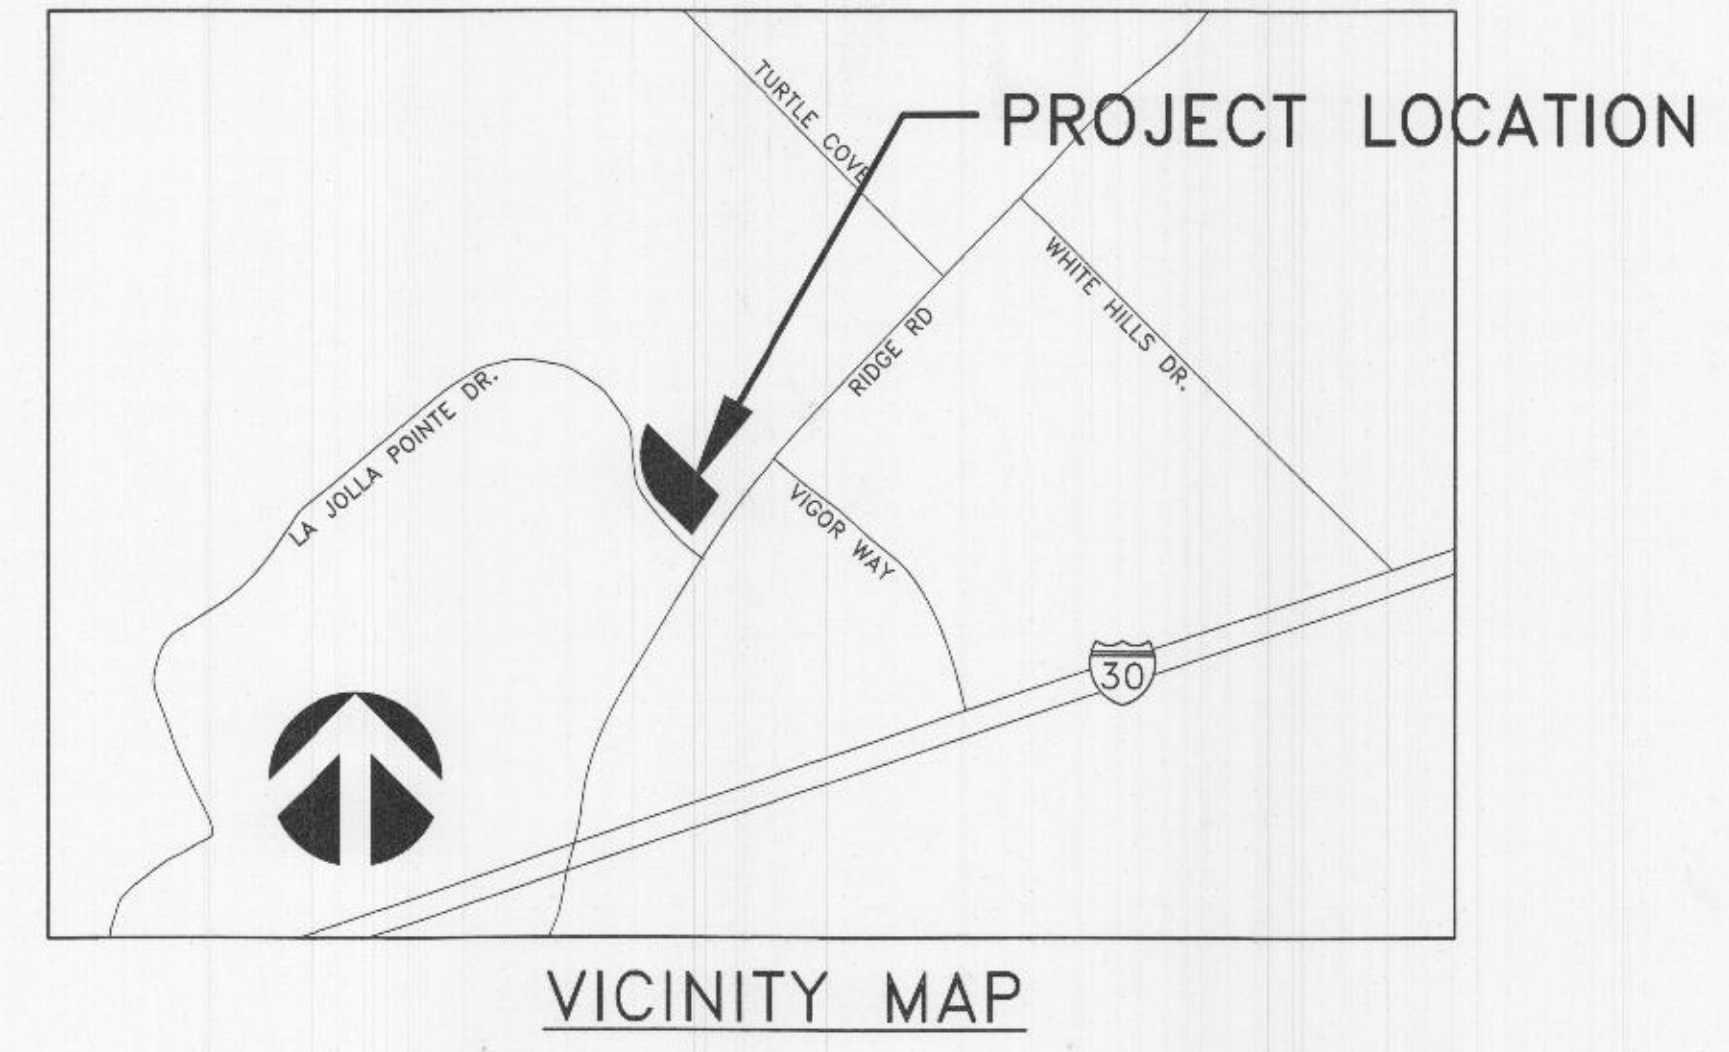 TURTLE COVE
PROJECT LOCATION
WHITE HILLS DR.
RIDGE RD
LA JOLLA POINTE DR.
VIGOR WAY
30
VICINITY MAP